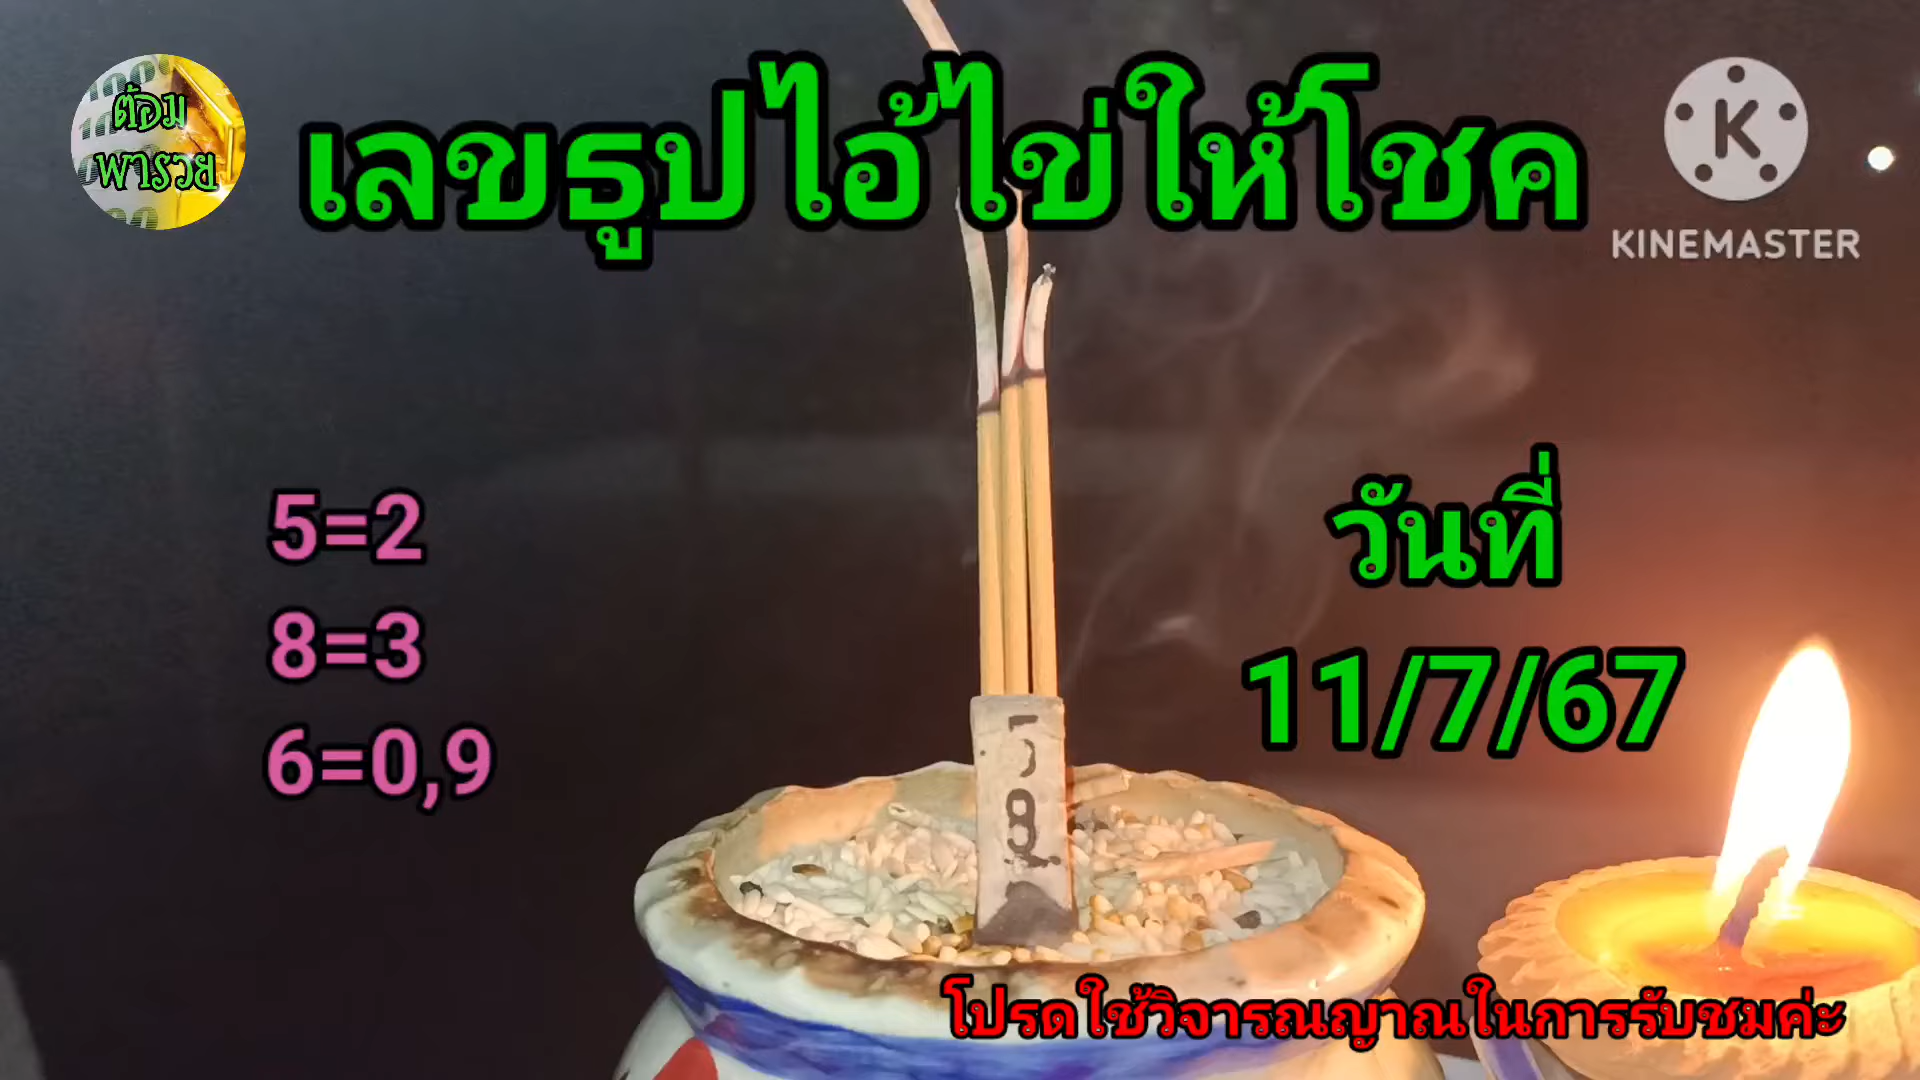 ต้อม
พารวย
เลขธูปไอ้ไข่ให้โชค
K
KINEMASTER
5=2
8=3
6=0,9
วันที่
11/7/67
โปรดใช้วิจารณญาณในการรับชมค่ะ